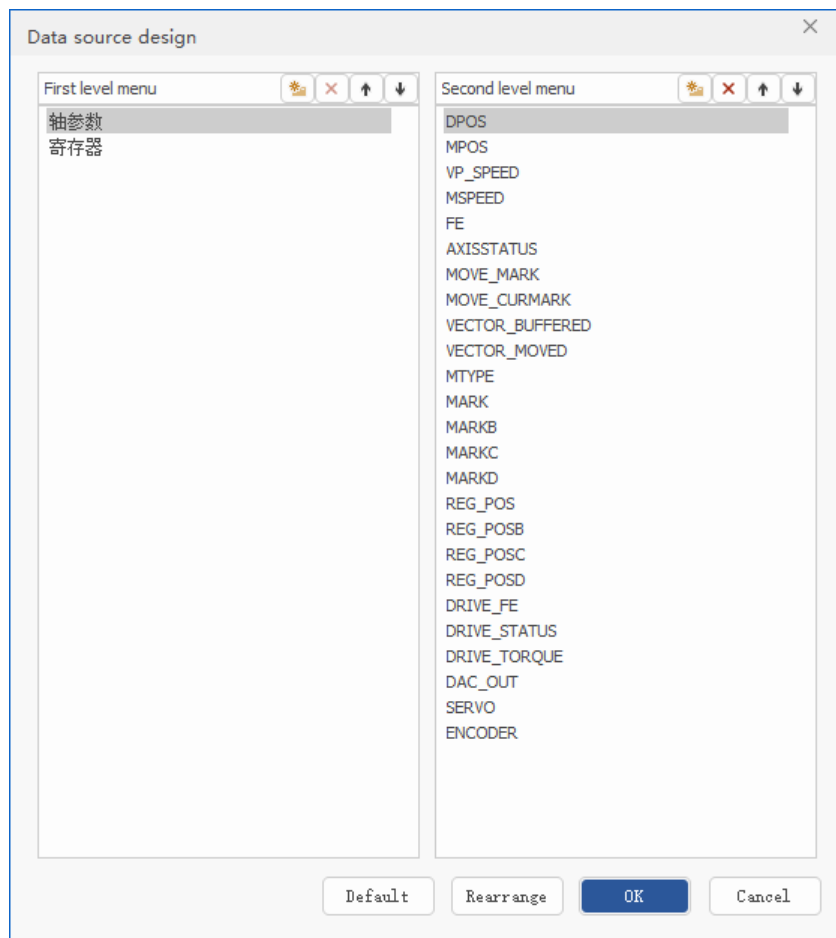 Data source design
First level menu
轴参数
寄存器
Second level menu
DPOS
MPOS
VP_SPEED
MSPEED
FE
AXISSTATUS
MOVE_MARK
MOVE_CURMARK
VECTOR_BUFFERED
VECTOR_MOVED
MTYPE
MARK
MARKB
MARKC
MARKD
REG_POS
REG_POSB
REG_POSC
REG_POSD
DRIVE_FE
DRIVE_STATUS
DRIVE_TORQUE
DAC_OUT
SERVO
ENCODER
Default
Rearrange
OK
Cancel